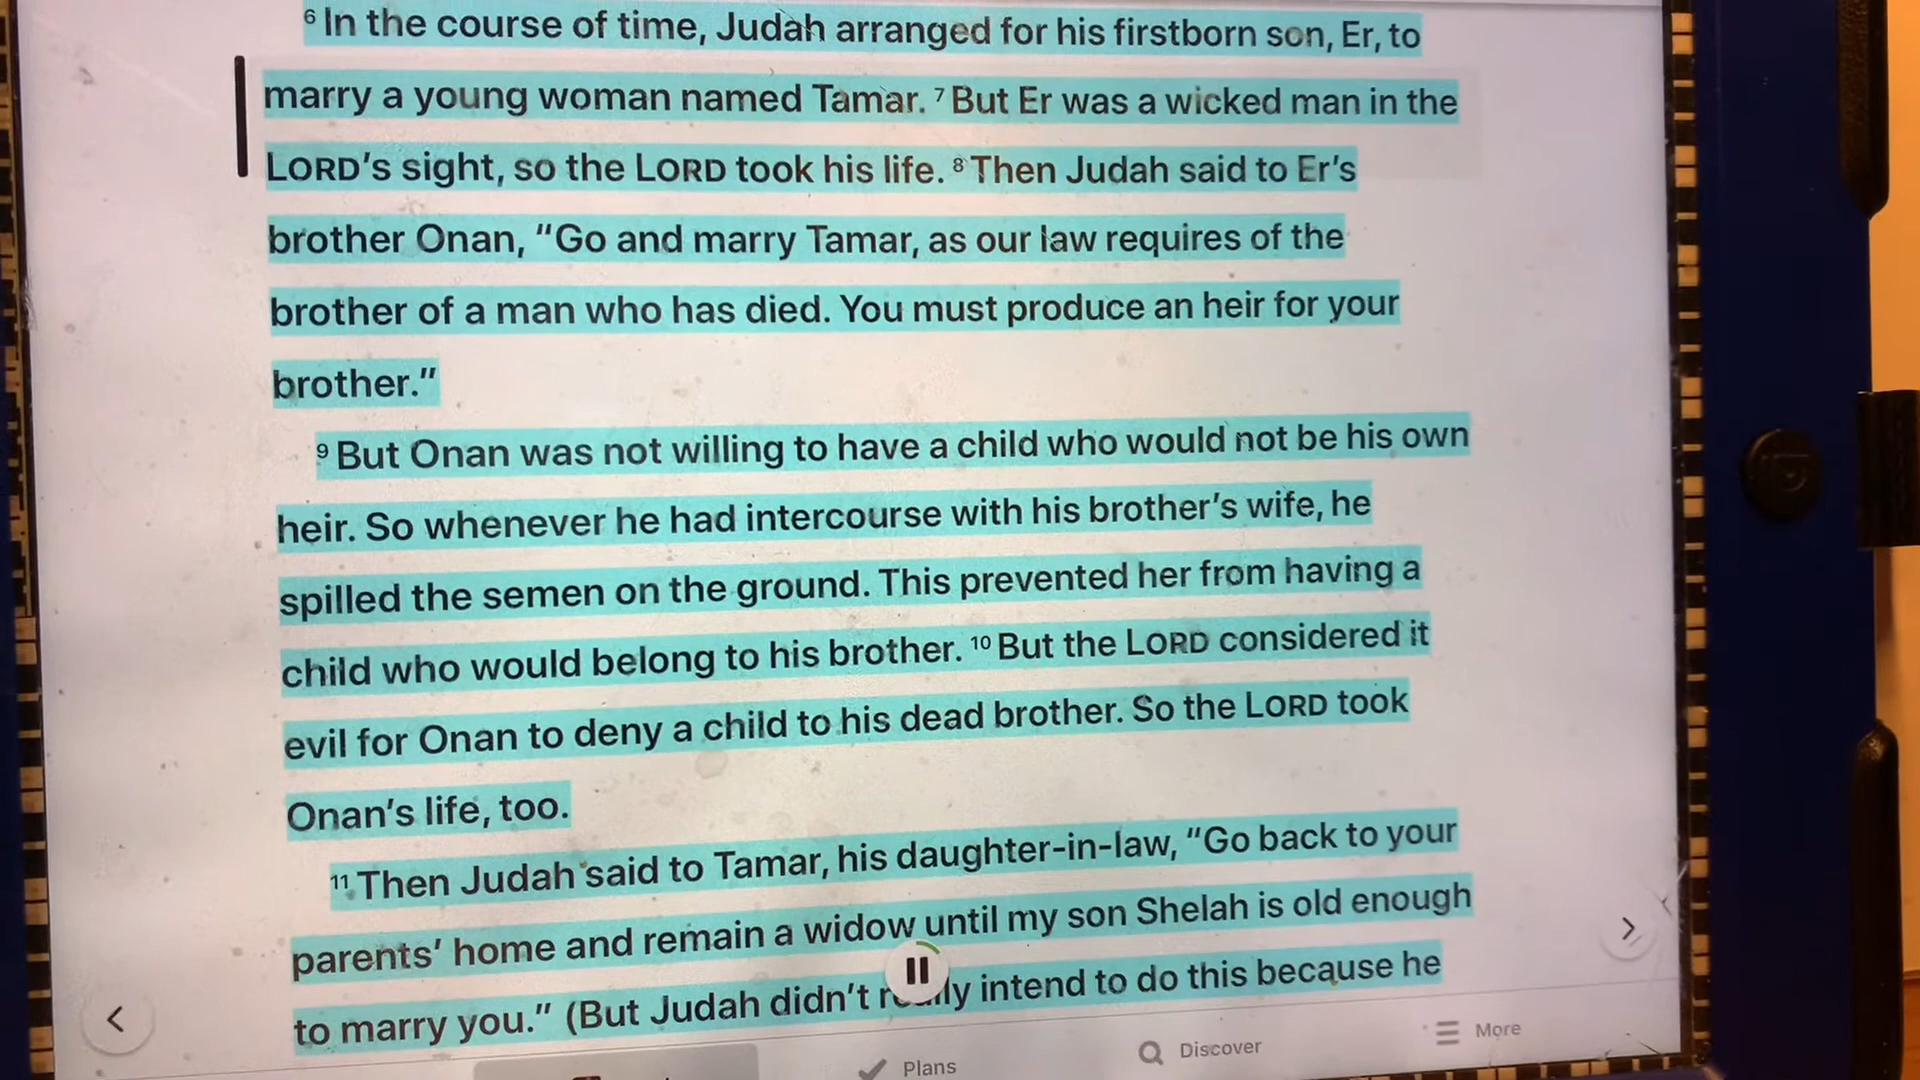 6 In the course of time, Judah arranged for his firstborn son, Er, to
marry a young woman named Tamar. 7 But Er was a wicked man in the
LORD’s sight, so the LORD took his life. 8 Then Judah said to Er’s
brother Onan, “Go and marry Tamar, as our law requires of the
brother of a man who has died. You must produce an heir for your
brother.”
9 But Onan was not willing to have a child who would not be his own
heir. So whenever he had intercourse with his brother’s wife, he
spilled the semen on the ground. This prevented her from having a
child who would belong to his brother. 10 But the LORD considered it
evil for Onan to deny a child to his dead brother. So the LORD took
Onan’s life, too.
11 Then Judah said to Tamar, his daughter-in-law, “Go back to your
parents’ home and remain a widow until my son Shelah is old enough
to marry you.” (But Judah didn’t intend to do this because he
Plans
Discover
More